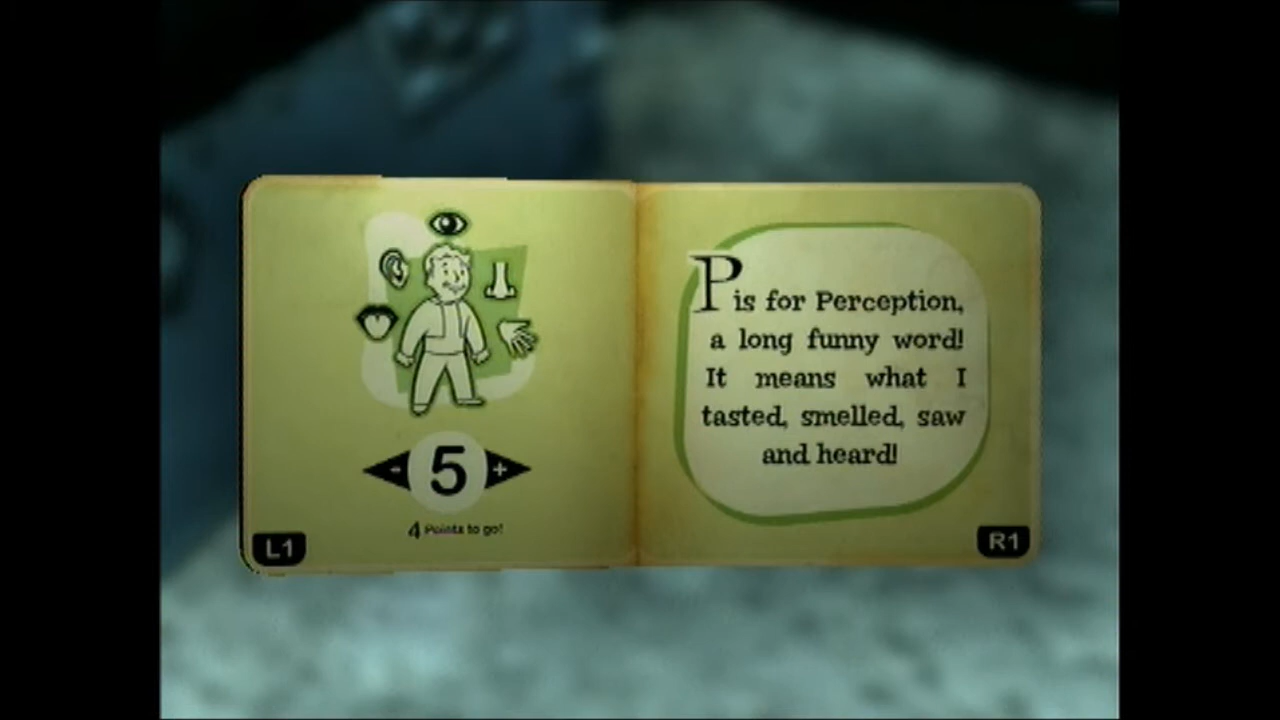 -
5
+
4 Points to go!
L1
P is for Perception,
a long funny word!
It means what I
tasted, smelled, saw
and heard!
R1